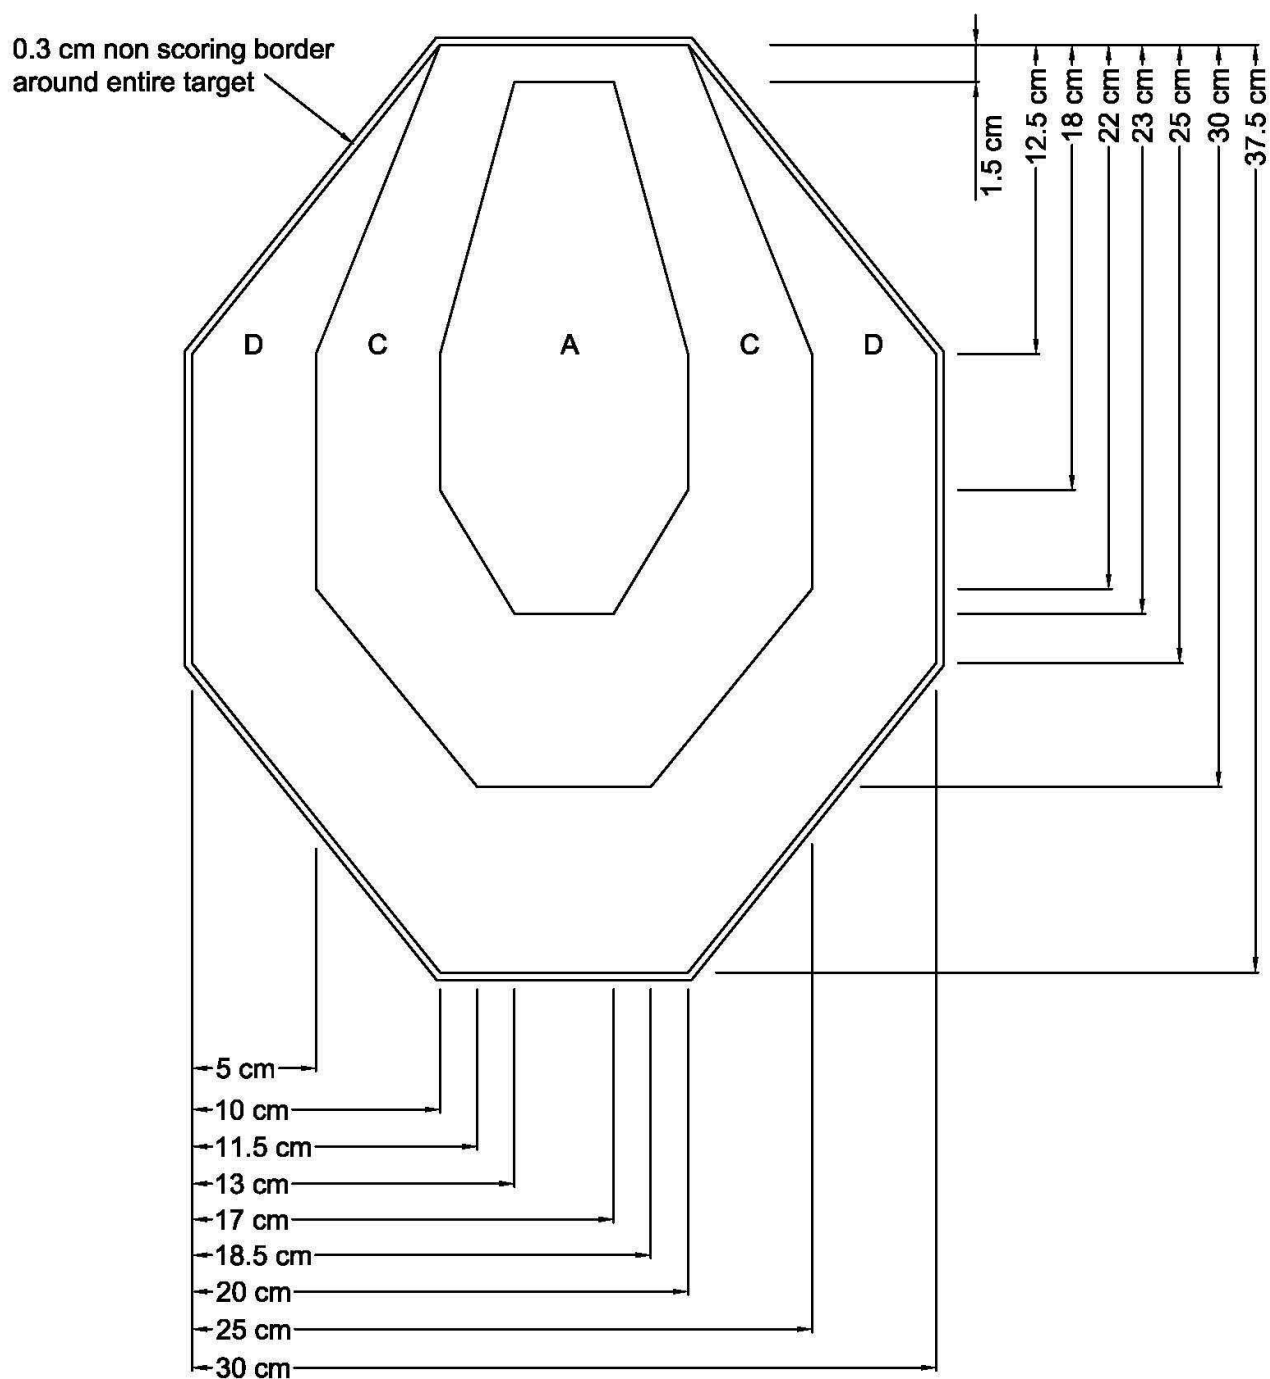 0.3 cm non scoring border
around entire target
1.5 cm
12.5 cm
18 cm
22 cm
23 cm
25 cm
30 cm
37.5 cm
D
C
A
C
D
5 cm
10 cm
11.5 cm
13 cm
17 cm
18.5 cm
20 cm
25 cm
30 cm